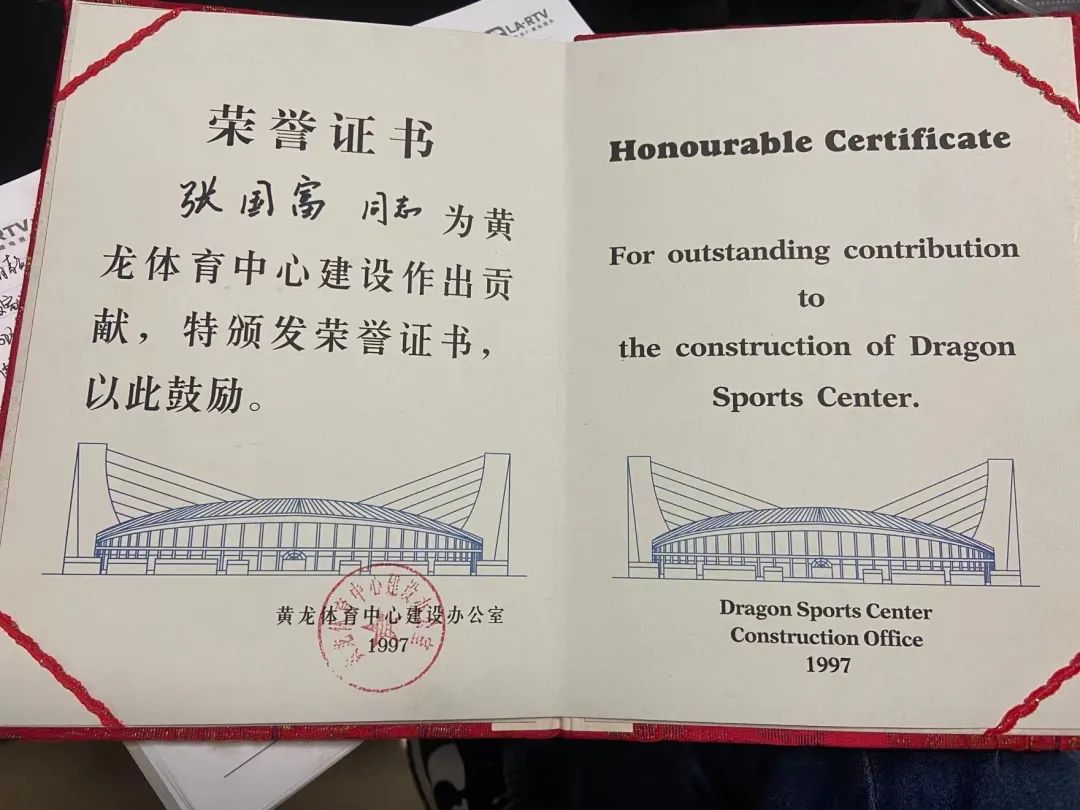 荣誉证书
张国富 同志 为黄
龙体育中心建设作出贡
献，特颁发荣誉证书，
以此鼓励。
黄龙体育中心建设办公室
1997
Honourable Certificate
For outstanding contribution
to
the construction of Dragon
Sports Center.
Dragon Sports Center
Construction Office
1997
LA·RTV
RTV